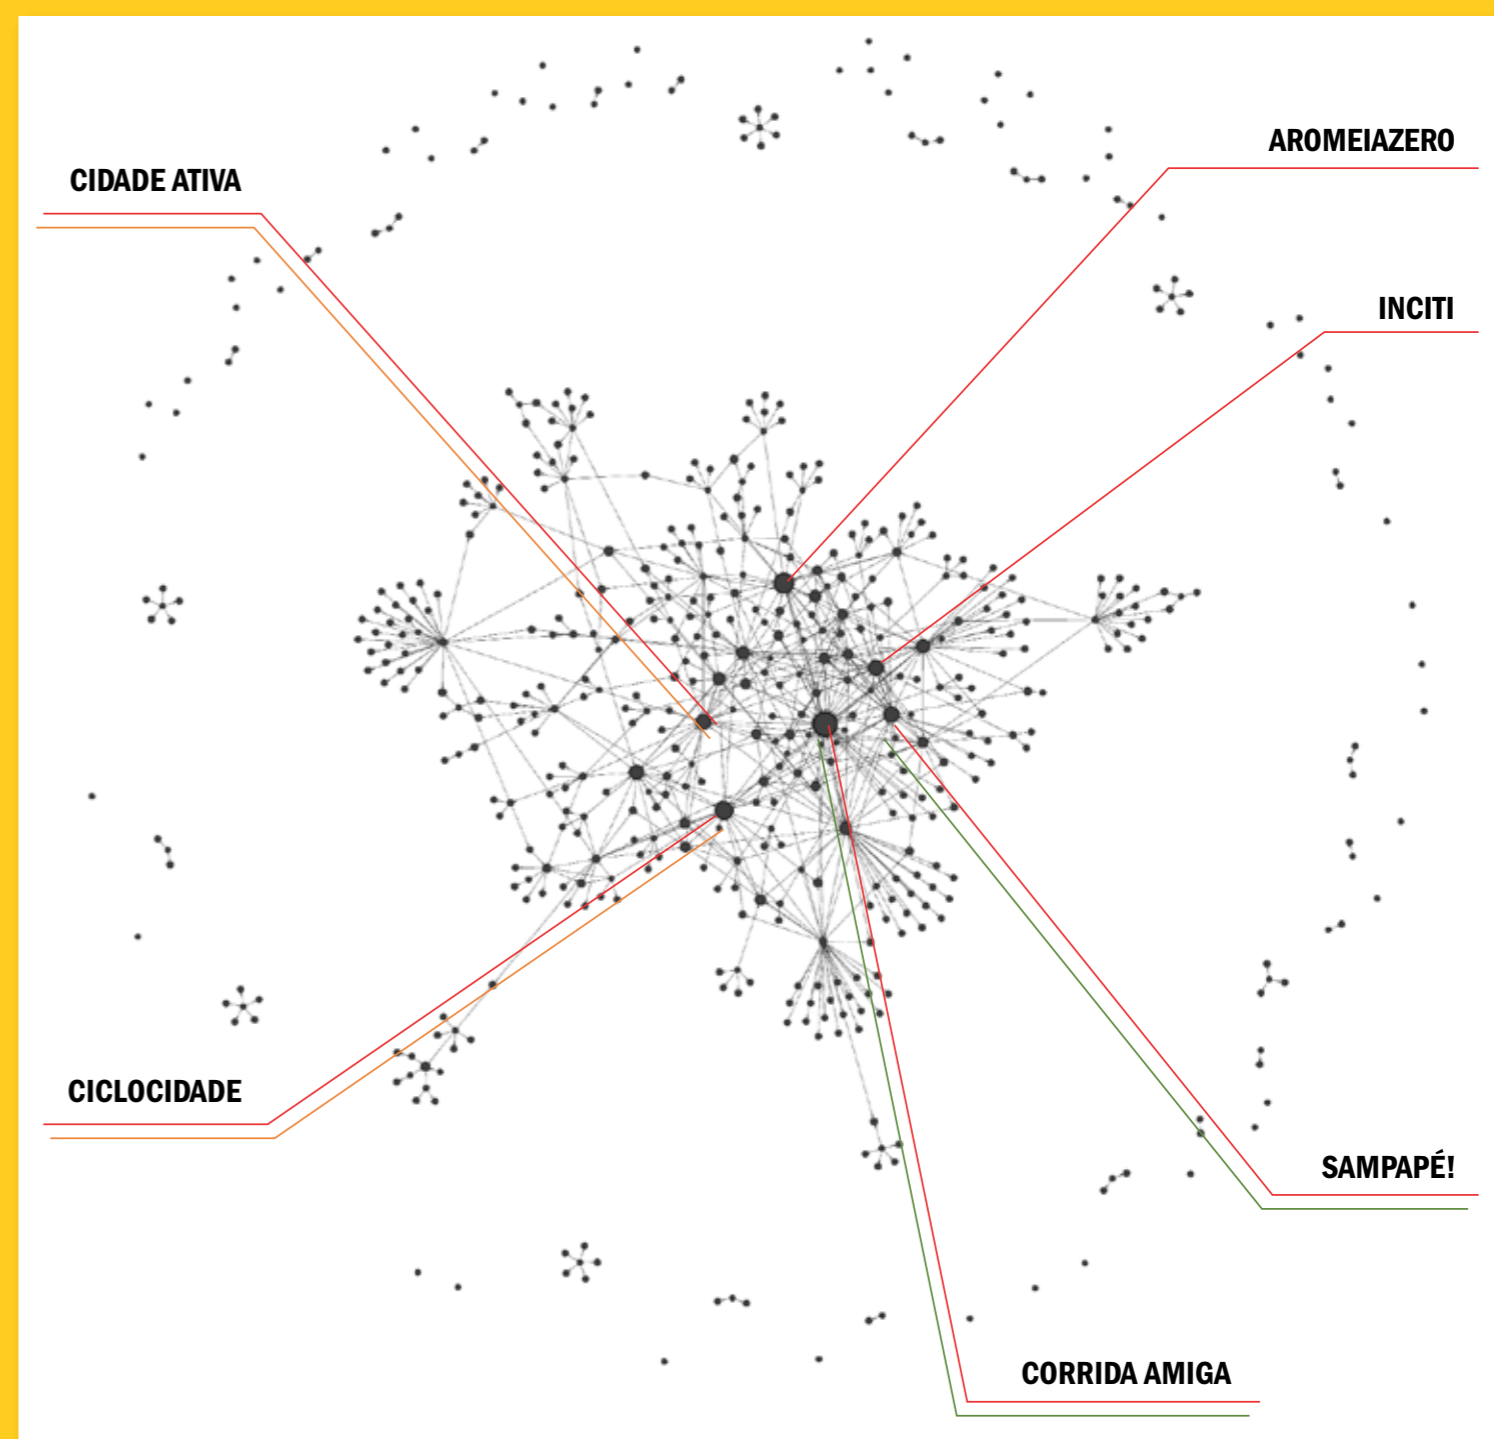 AROMEIAZERO
CIDADE ATIVA
INCITI
CICLOCIDADE
SAMPAPÉ!
CORRIDA AMIGA